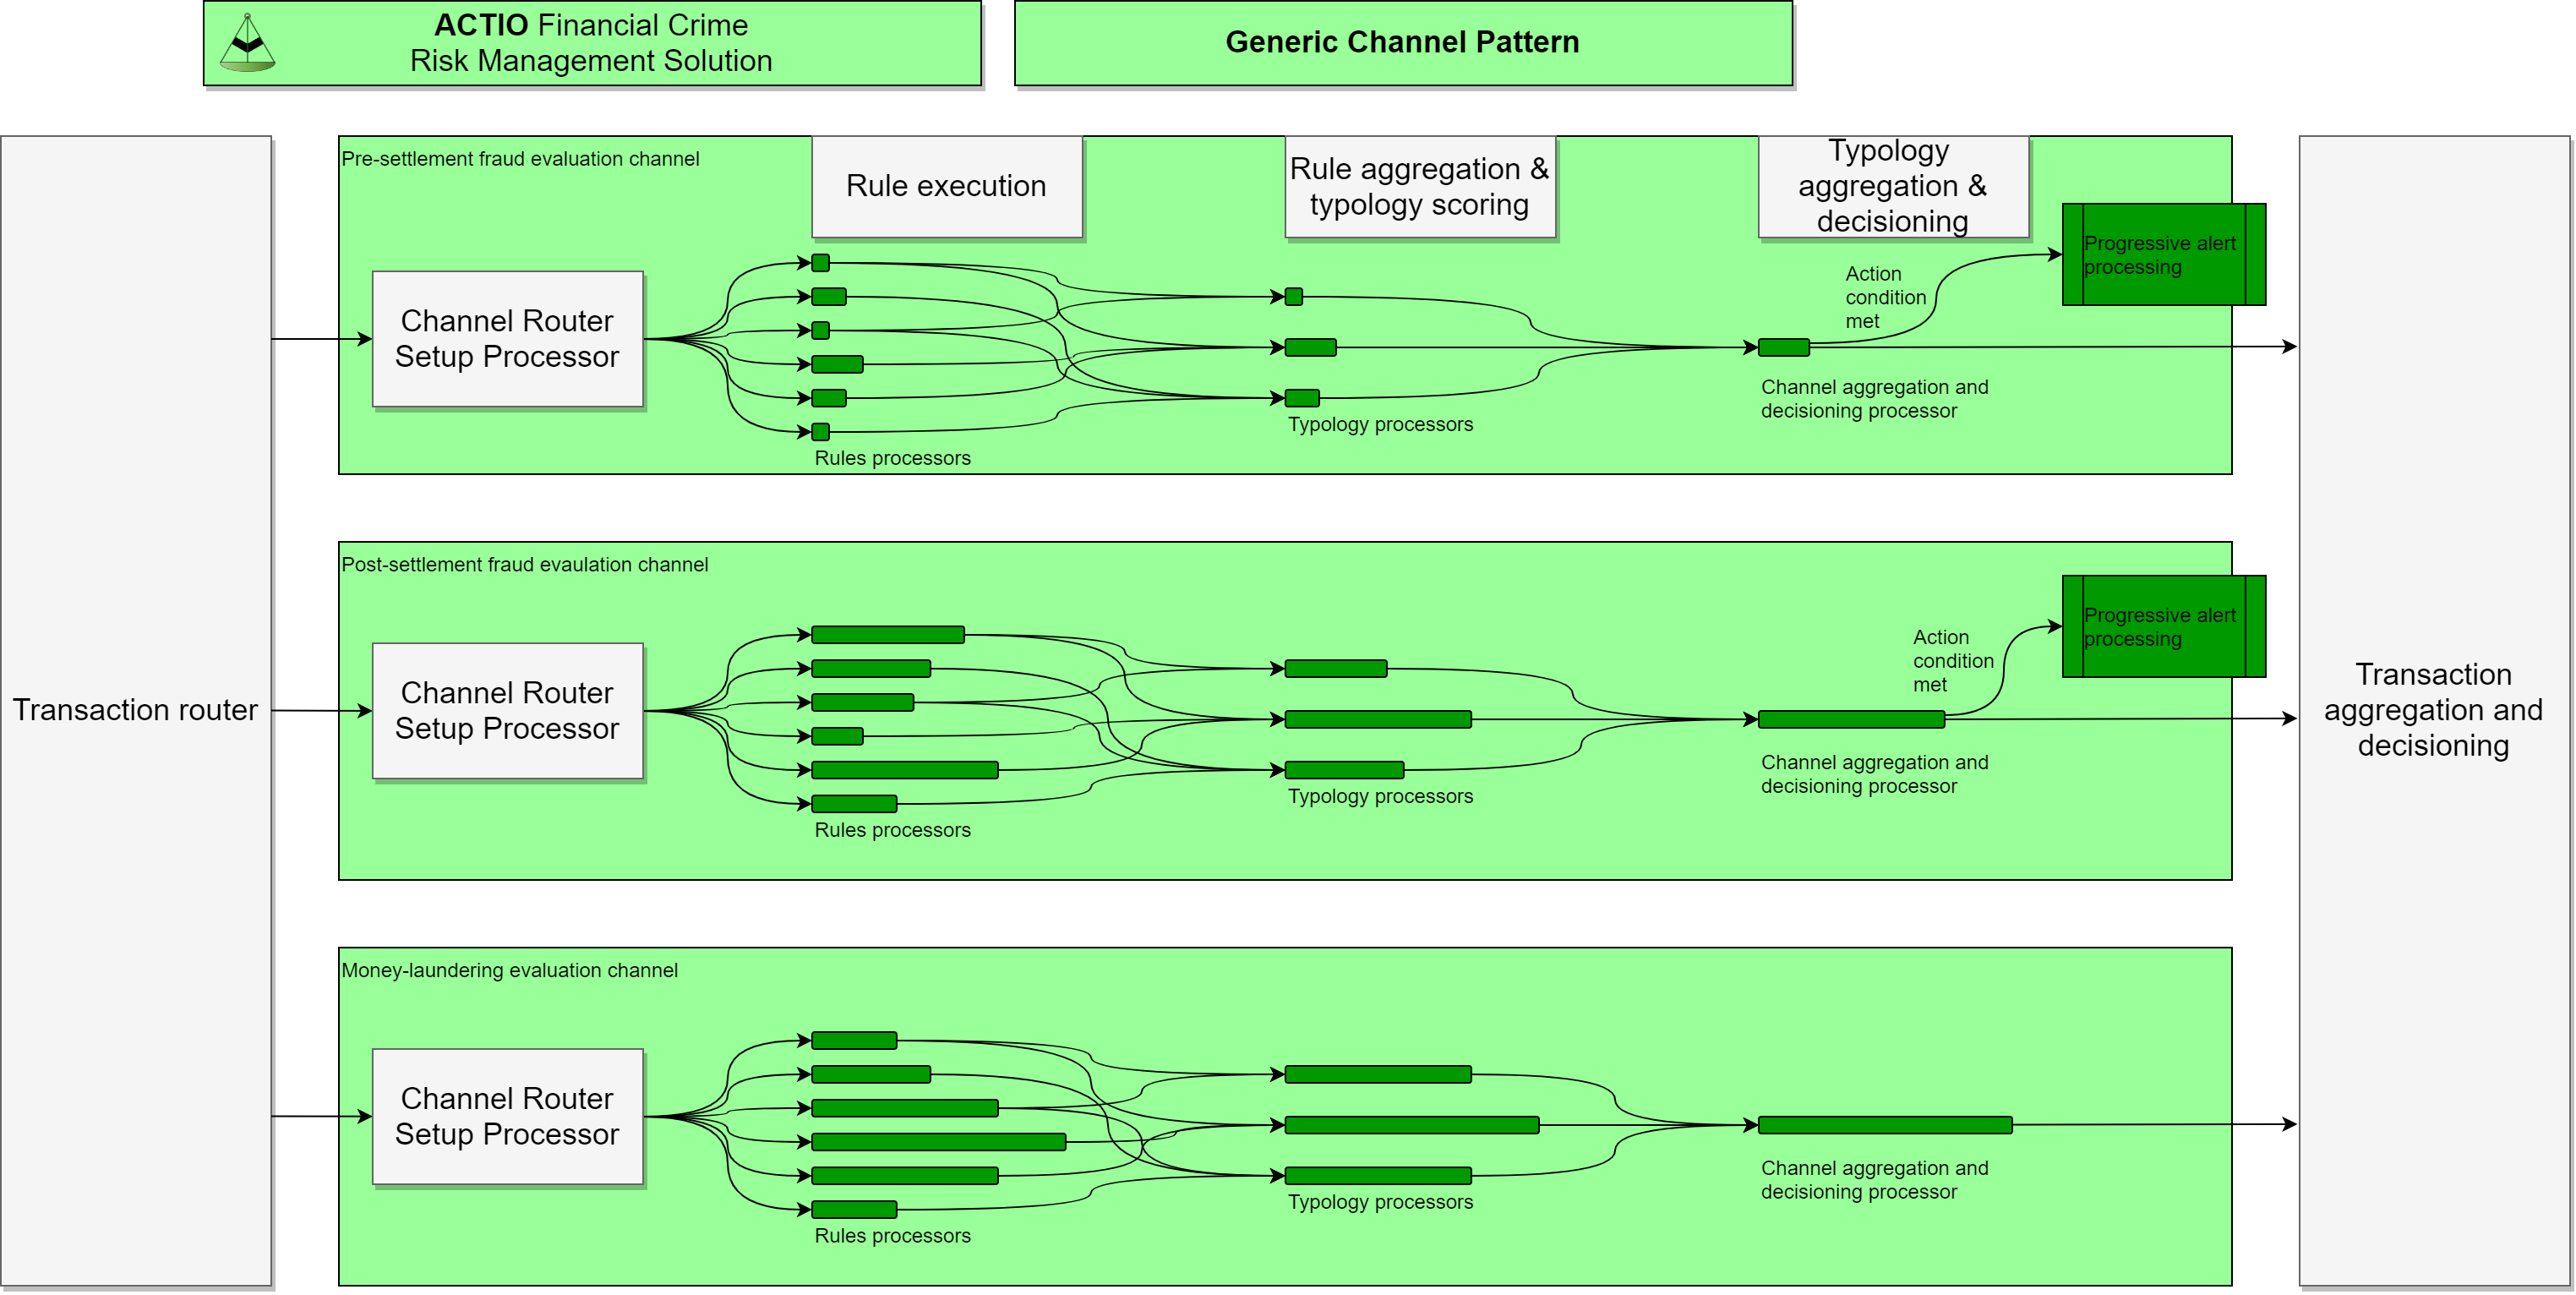 ACTIO Financial Crime
Risk Management Solution
Generic Channel Pattern
Transaction router
Pre-settlement fraud evaluation channel
Rule execution
Rule aggregation &
typology scoring
Typology
aggregation &
decisioning
Channel Router
Setup Processor
Action
condition
met
Progressive alert
processing
Channel aggregation and
decisioning processor
Typology processors
Rules processors
Post-settlement fraud evaulation channel
Channel Router
Setup Processor
Action
condition
met
Progressive alert
processing
Channel aggregation and
decisioning processor
Typology processors
Rules processors
Money-laundering evaluation channel
Channel Router
Setup Processor
Channel aggregation and
decisioning processor
Typology processors
Rules processors
Transaction
aggregation and
decisioning